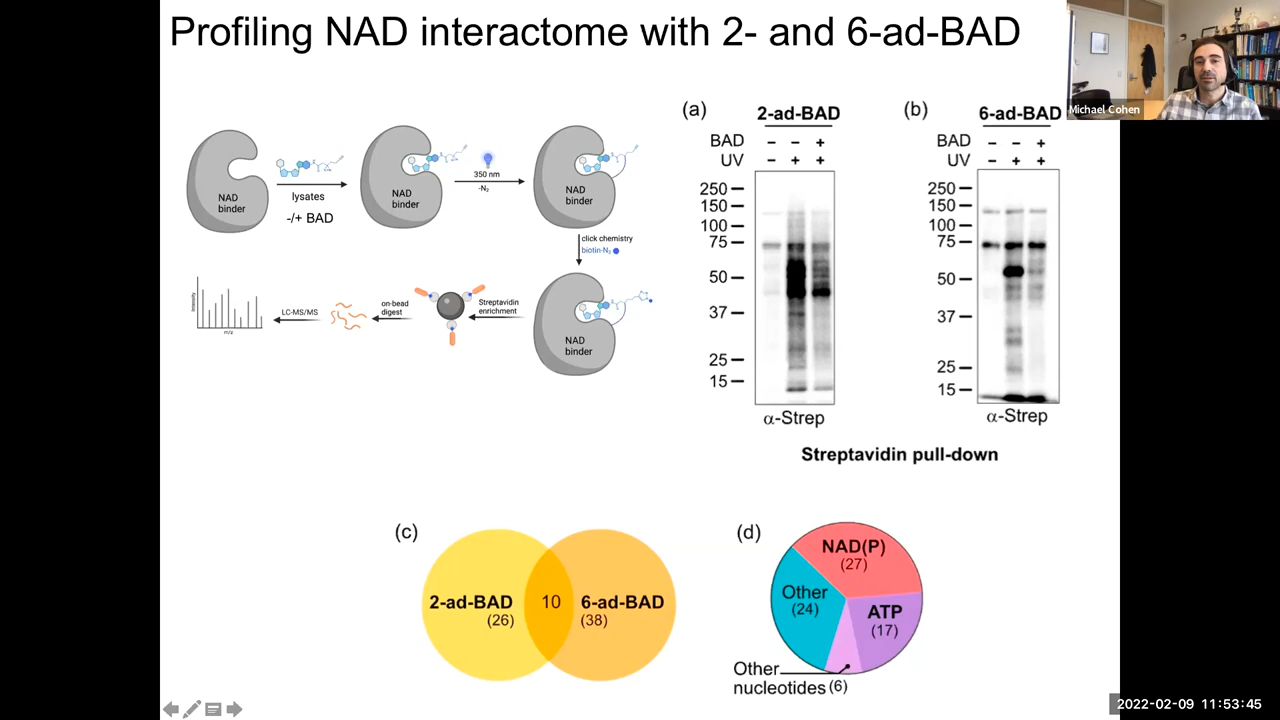 Profiling NAD interactome with 2- and 6-ad-BAD
Michael Cohen
NAD
binder
lysates
-/+ BAD
NAD
binder
350 nm
-N₂
NAD
binder
click chemistry
biotin-N₃
NAD
binder
Streptavidin
enrichment
on-bead
digest
LC-MS/MS
Intensity
m/z
(a)
2-ad-BAD
BAD − − +
UV − + +
250
150
100
75
50
37
25
15
α-Strep
(b)
6-ad-BAD
BAD − − +
UV − + +
250
150
100
75
50
37
25
15
α-Strep
Streptavidin pull-down
(c)
2-ad-BAD
(26)
10
6-ad-BAD
(38)
(d)
NAD(P)
(27)
Other
(24)
ATP
(17)
Other
nucleotides (6)
2022-02-09 11:53:45